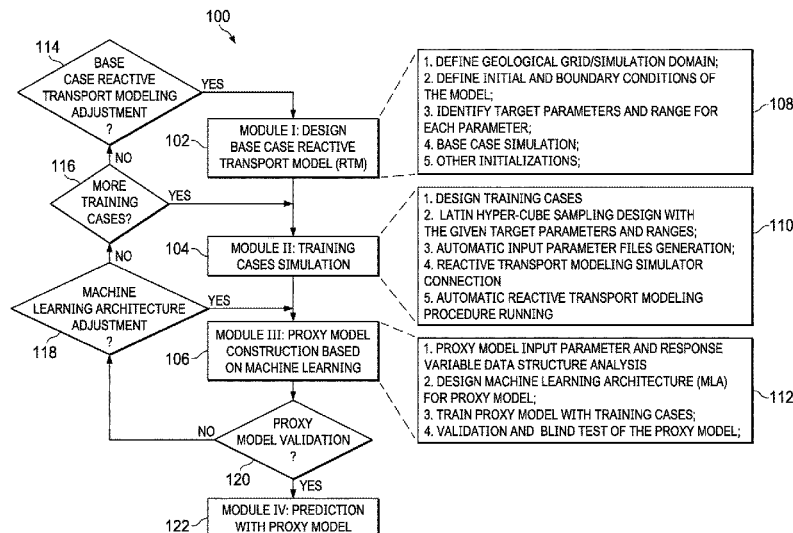 100
114
BASE
CASE REACTIVE
TRANSPORT MODELING
ADJUSTMENT
?
YES
NO
102
MODULE I: DESIGN
BASE CASE REACTIVE
TRANSPORT MODEL (RTM)
1. DEFINE GEOLOGICAL GRID/SIMULATION DOMAIN;
2. DEFINE INITIAL AND BOUNDARY CONDITIONS OF
THE MODEL;
3. IDENTIFY TARGET PARAMETERS AND RANGE FOR
EACH PARAMETER;
4. BASE CASE SIMULATION;
5. OTHER INITIALIZATIONS;
108
116
MORE
TRAINING
CASES?
YES
NO
104
MODULE II: TRAINING
CASES SIMULATION
1. DESIGN TRAINING CASES
2. LATIN HYPER-CUBE SAMPLING DESIGN WITH
THE GIVEN TARGET PARAMETERS AND RANGES;
3. AUTOMATIC INPUT PARAMETER FILES GENERATION;
4. REACTIVE TRANSPORT MODELING SIMULATOR
CONNECTION
5. AUTOMATIC REACTIVE TRANSPORT MODELING
PROCEDURE RUNNING
110
MACHINE
LEARNING ARCHITECTURE
ADJUSTMENT
?
118
YES
106
MODULE III: PROXY MODEL
CONSTRUCTION BASED
ON MACHINE LEARNING
1. PROXY MODEL INPUT PARAMETER AND RESPONSE
VARIABLE DATA STRUCTURE ANALYSIS
2. DESIGN MACHINE LEARNING ARCHITECTURE (MLA)
FOR PROXY MODEL;
3. TRAIN PROXY MODEL WITH TRAINING CASES;
4. VALIDATION AND BLIND TEST OF THE PROXY MODEL;
112
NO
PROXY
MODEL VALIDATION
?
120
YES
122
MODULE IV: PREDICTION
WITH PROXY MODEL